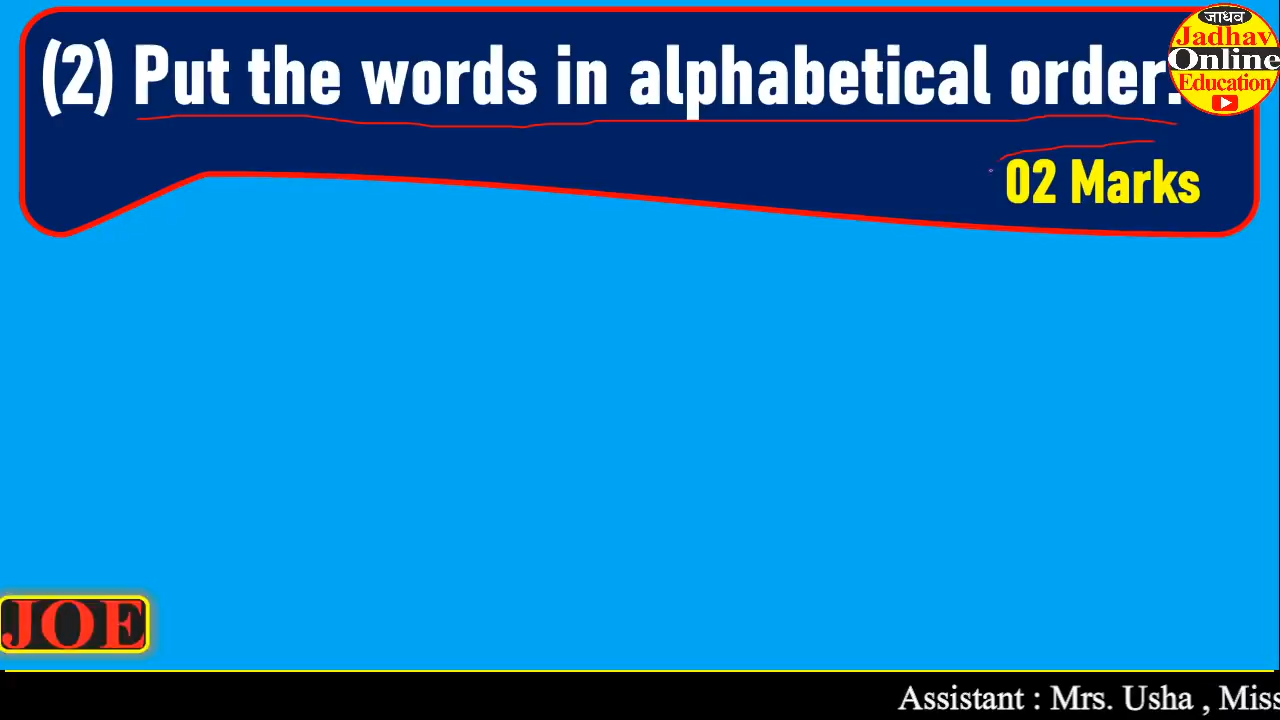 (2) Put the words in alphabetical order.
02 Marks
जाधव
Jadhav
Online
Education
JOE
Assistant : Mrs. Usha , Miss